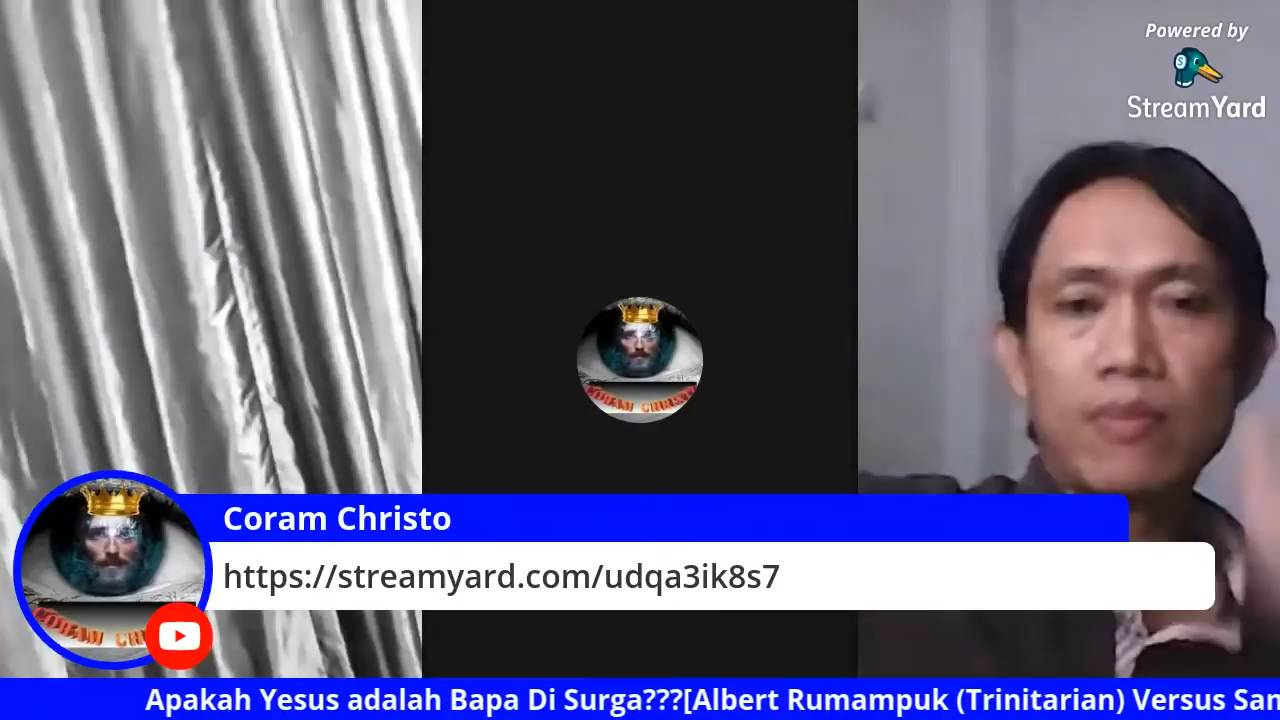 Powered by
StreamYard
Coram Christo
https://streamyard.com/udqa3ik8s7
Apakah Yesus adalah Bapa Di Surga???[Albert Rumampuk (Trinitarian) Versus